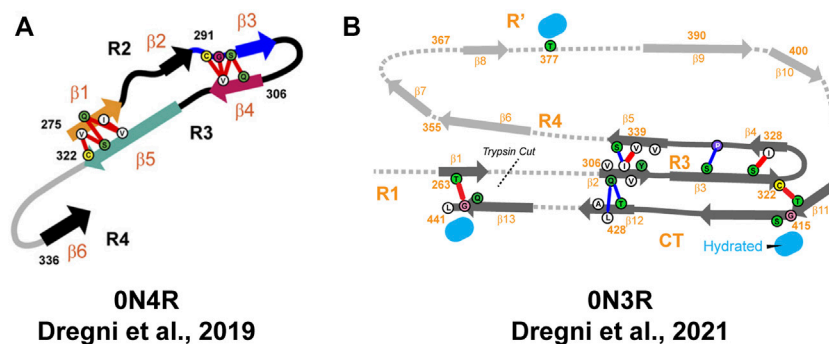 A
B
R2
β2
291
β3
C G S
V Q
306
β4
β1
275
Q I
V V
C S
322
β5
R3
R4
β6
336
0N4R
Dregni et al., 2019
R'
T
377
367
β8
390
β9
400
β10
β7
355
β6
R4
β5
339
S V V
P
β4
328
I
β1
Trypsin Cut
306
V I Y
R3
S
S
R1
263
T
β2
Q V
β3
322
C
T
β11
L G Q
441
β13
A T
L
428
β12
CT
S G
415
Hydrated
0N3R
Dregni et al., 2021